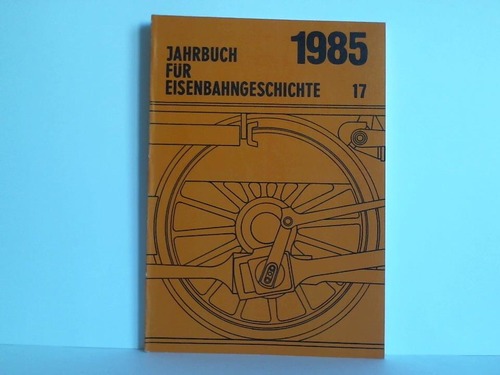 JAHRBUCH 1985
FÜR
EISENBAHNGESCHICHTE 17